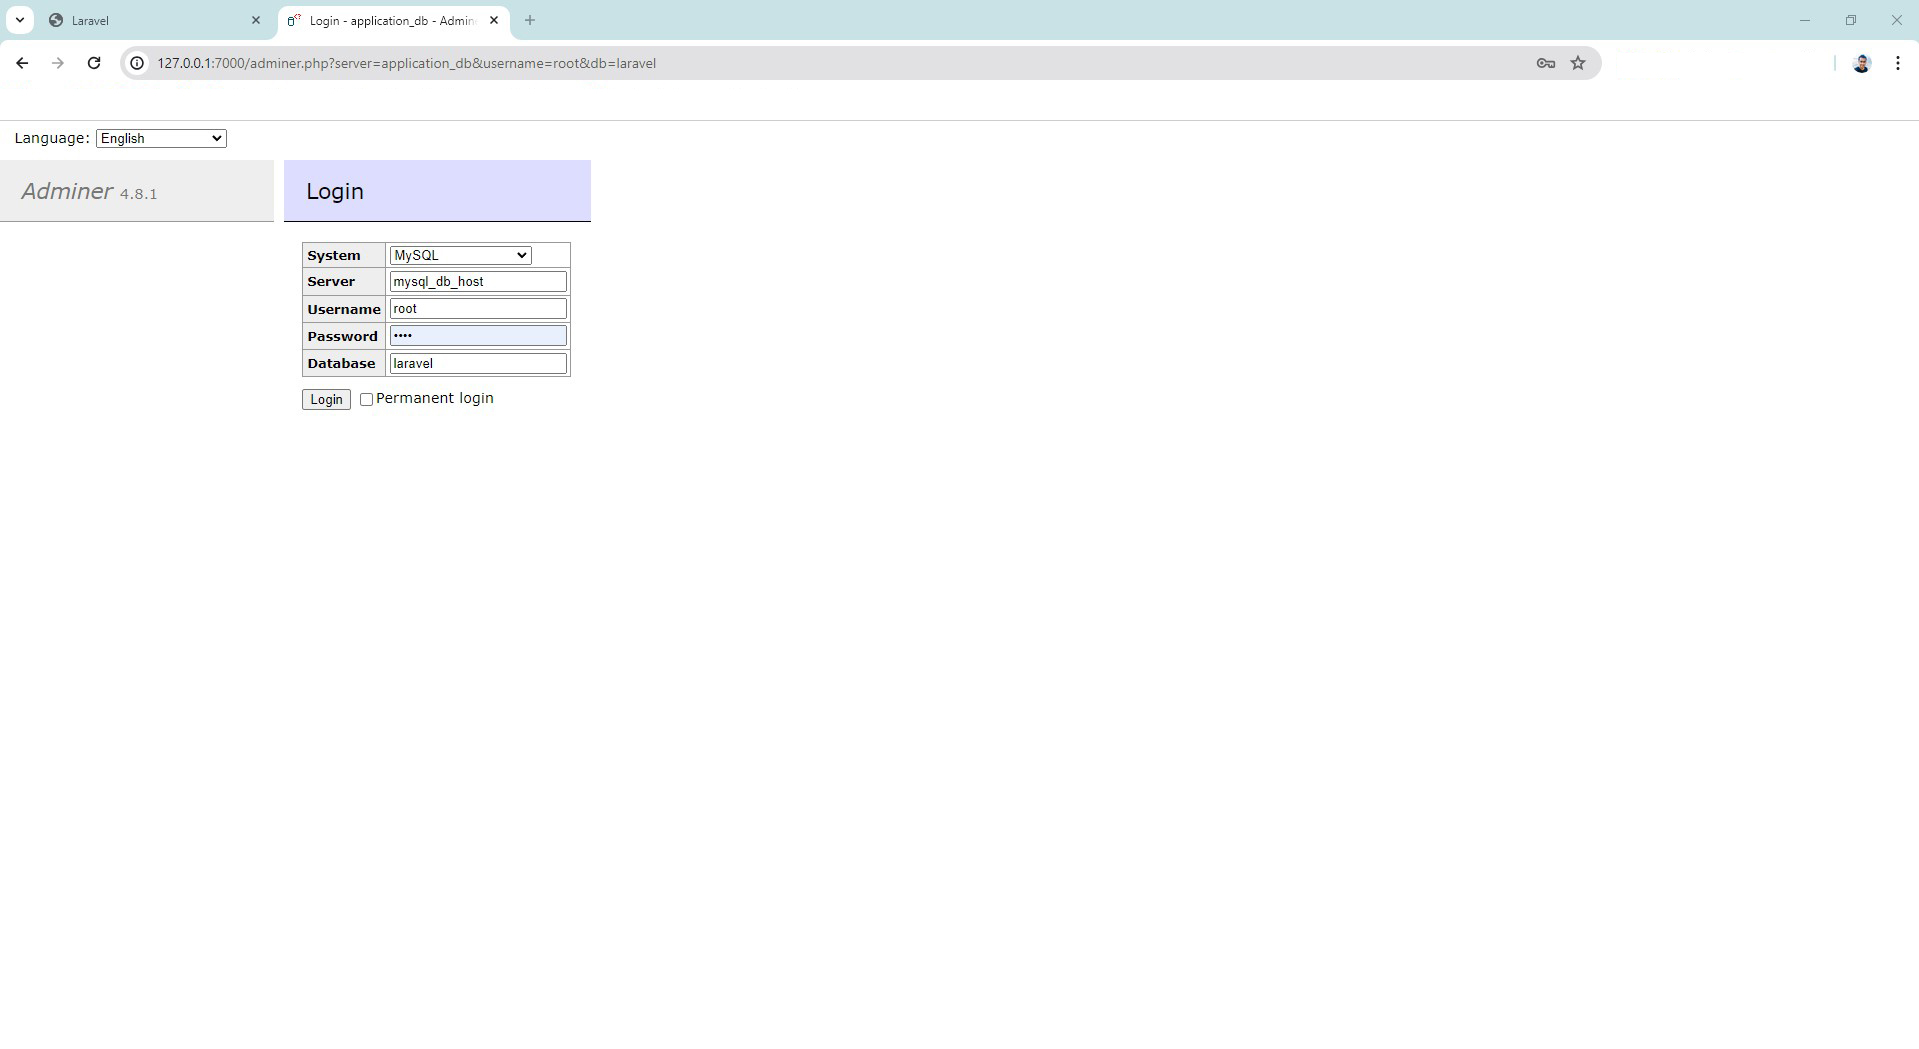 Laravel
Login - application_db - Admin
127.0.0.1:7000/adminer.php?server=application_db&username=root&db=laravel
Language: English
Adminer 4.8.1
Login
System MySQL
Server mysql_db_host
Username root
Password ••••
Database laravel
Login Permanent login